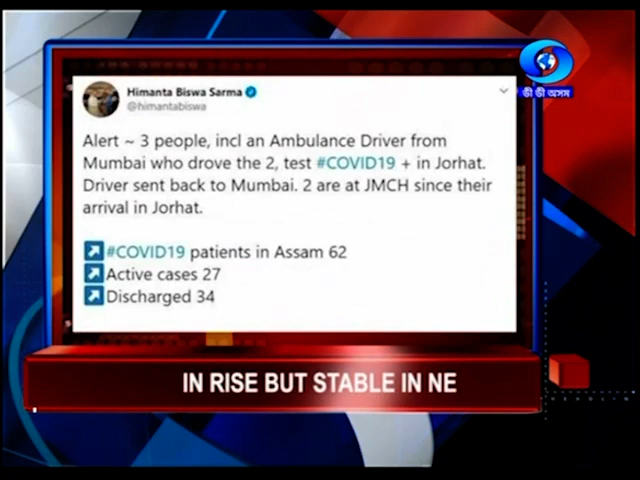 Himanta Biswa Sarma
@himantabiswa
ডী ডী অসম
Alert ~ 3 people, incl an Ambulance Driver from
Mumbai who drove the 2, test #COVID19 + in Jorhat.
Driver sent back to Mumbai. 2 are at JMCH since their
arrival in Jorhat.
#COVID19 patients in Assam 62
Active cases 27
Discharged 34
IN RISE BUT STABLE IN NE